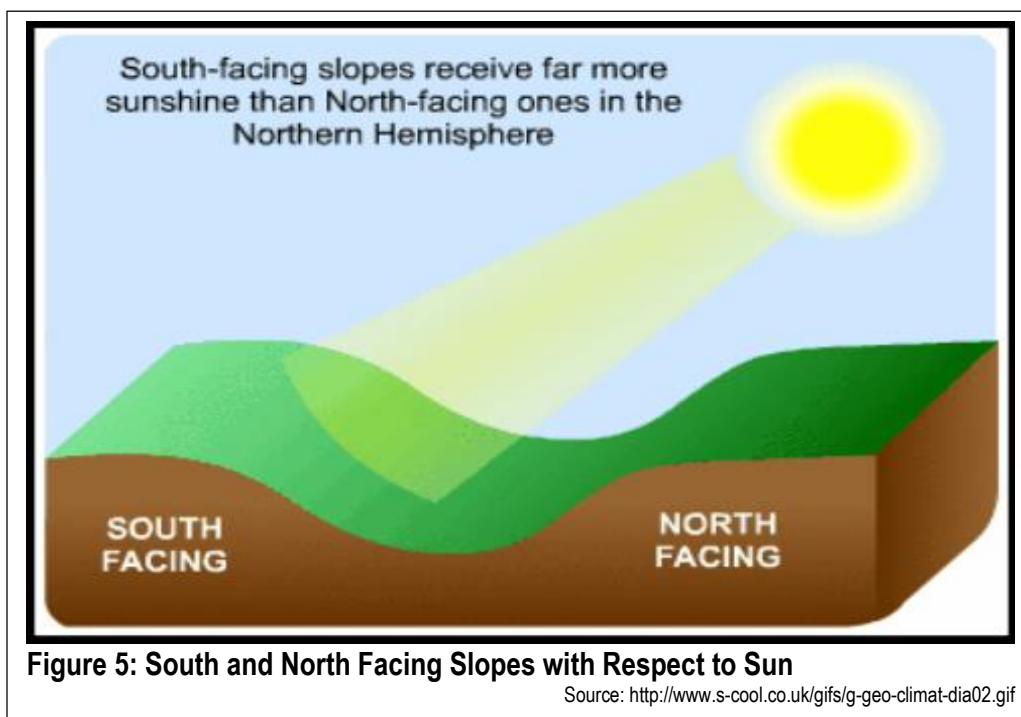 South-facing slopes receive far more
sunshine than North-facing ones in the
Northern Hemisphere
SOUTH
FACING
NORTH
FACING
Figure 5: South and North Facing Slopes with Respect to Sun
Source: http://www.s-cool.co.uk/gifs/g-geo-climat-dia02.gif